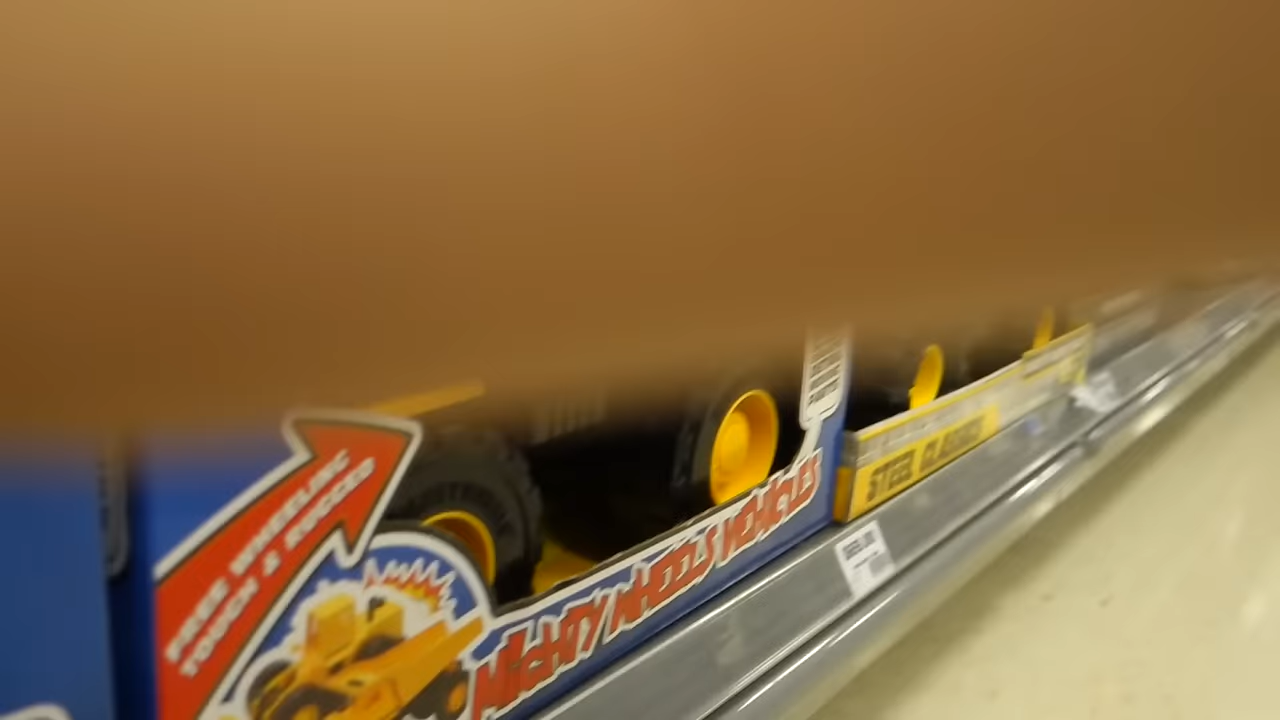 FREE WHEELING
TOUGH & RUGGED
MIGHTY WHEELS VEHICLES
STEEL CLASSICS